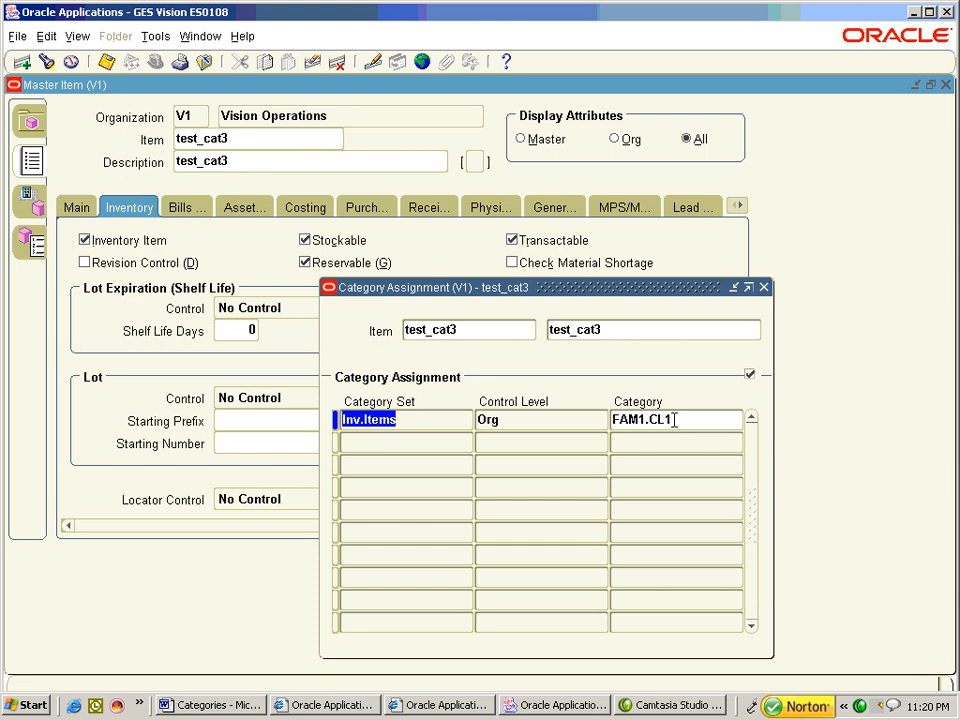 Oracle Applications - GES Vision ES0108
File Edit View Folder Tools Window Help
ORACLE
Master Item (V1)
Organization V1 Vision Operations
Item test_cat3
Description test_cat3 [ ]
Display Attributes
Master Org All
Main Inventory Bills ... Asset... Costing Purch... Recei... Physi... Gener... MPS/M... Lead ...
Inventory Item Stockable Transactable
Revision Control (D) Reservable (G) Check Material Shortage
Lot Expiration (Shelf Life)
Control No Control
Shelf Life Days 0
Lot
Control No Control
Starting Prefix
Starting Number
Locator Control No Control
Category Assignment (V1) - test_cat3
Item test_cat3 test_cat3
Category Assignment
Category Set Control Level Category
Inv.Items Org FAM1.CL1
Start » Categories - Mic... Oracle Applicatio... Oracle Applicatio... Oracle Applicatio... Camtasia Studio ... Norton· « 11:20 PM